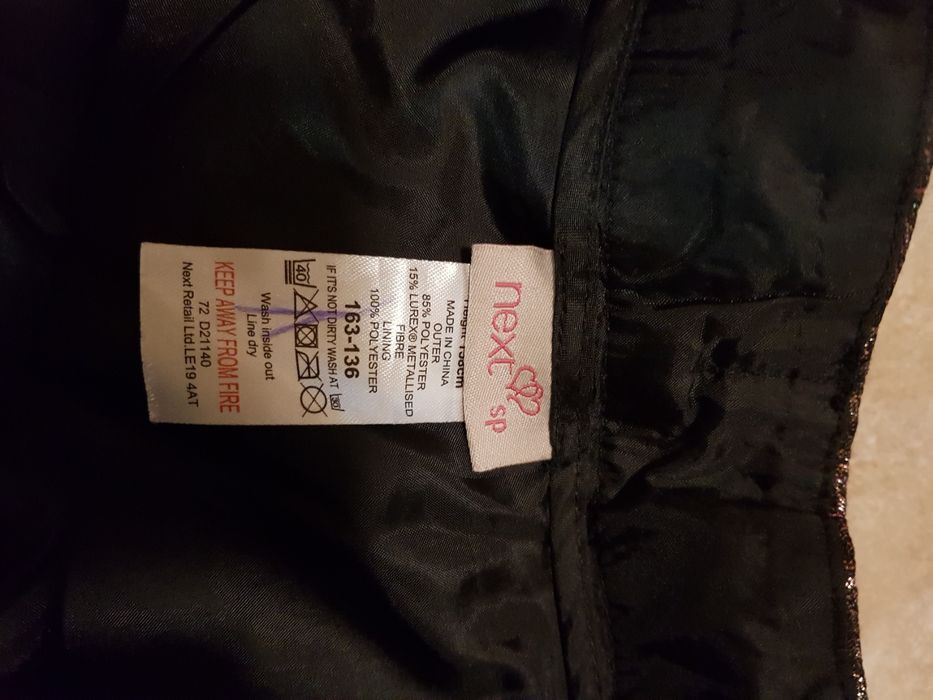 next
sp
MADE IN CHINA
OUTER
85% POLYESTER
15% LUREX® METALLISED
FIBRE
LINING
100% POLYESTER
163-136
IF IT'S NOT DIRTY WASH AT 30
40
Wash inside out
Line dry
KEEP AWAY FROM FIRE
72 D21140
Next Retail Ltd.LE19 4AT